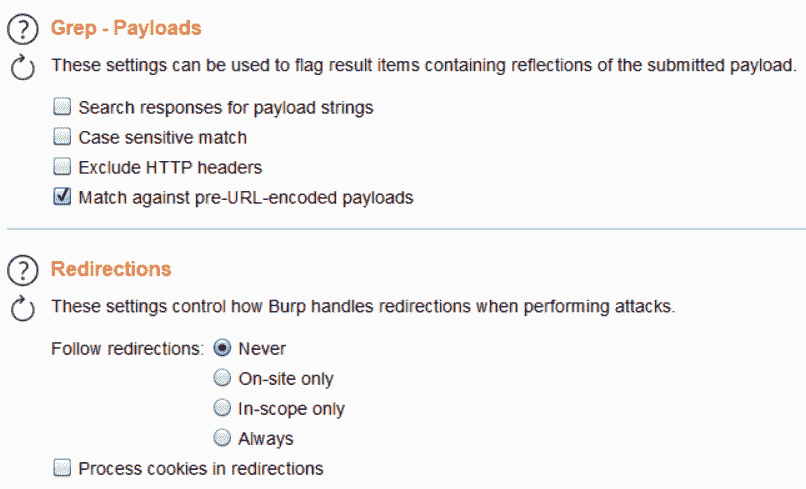 Grep - Payloads
These settings can be used to flag result items containing reflections of the submitted payload.
Search responses for payload strings
Case sensitive match
Exclude HTTP headers
Match against pre-URL-encoded payloads
Redirections
These settings control how Burp handles redirections when performing attacks.
Follow redirections: Never
On-site only
In-scope only
Always
Process cookies in redirections